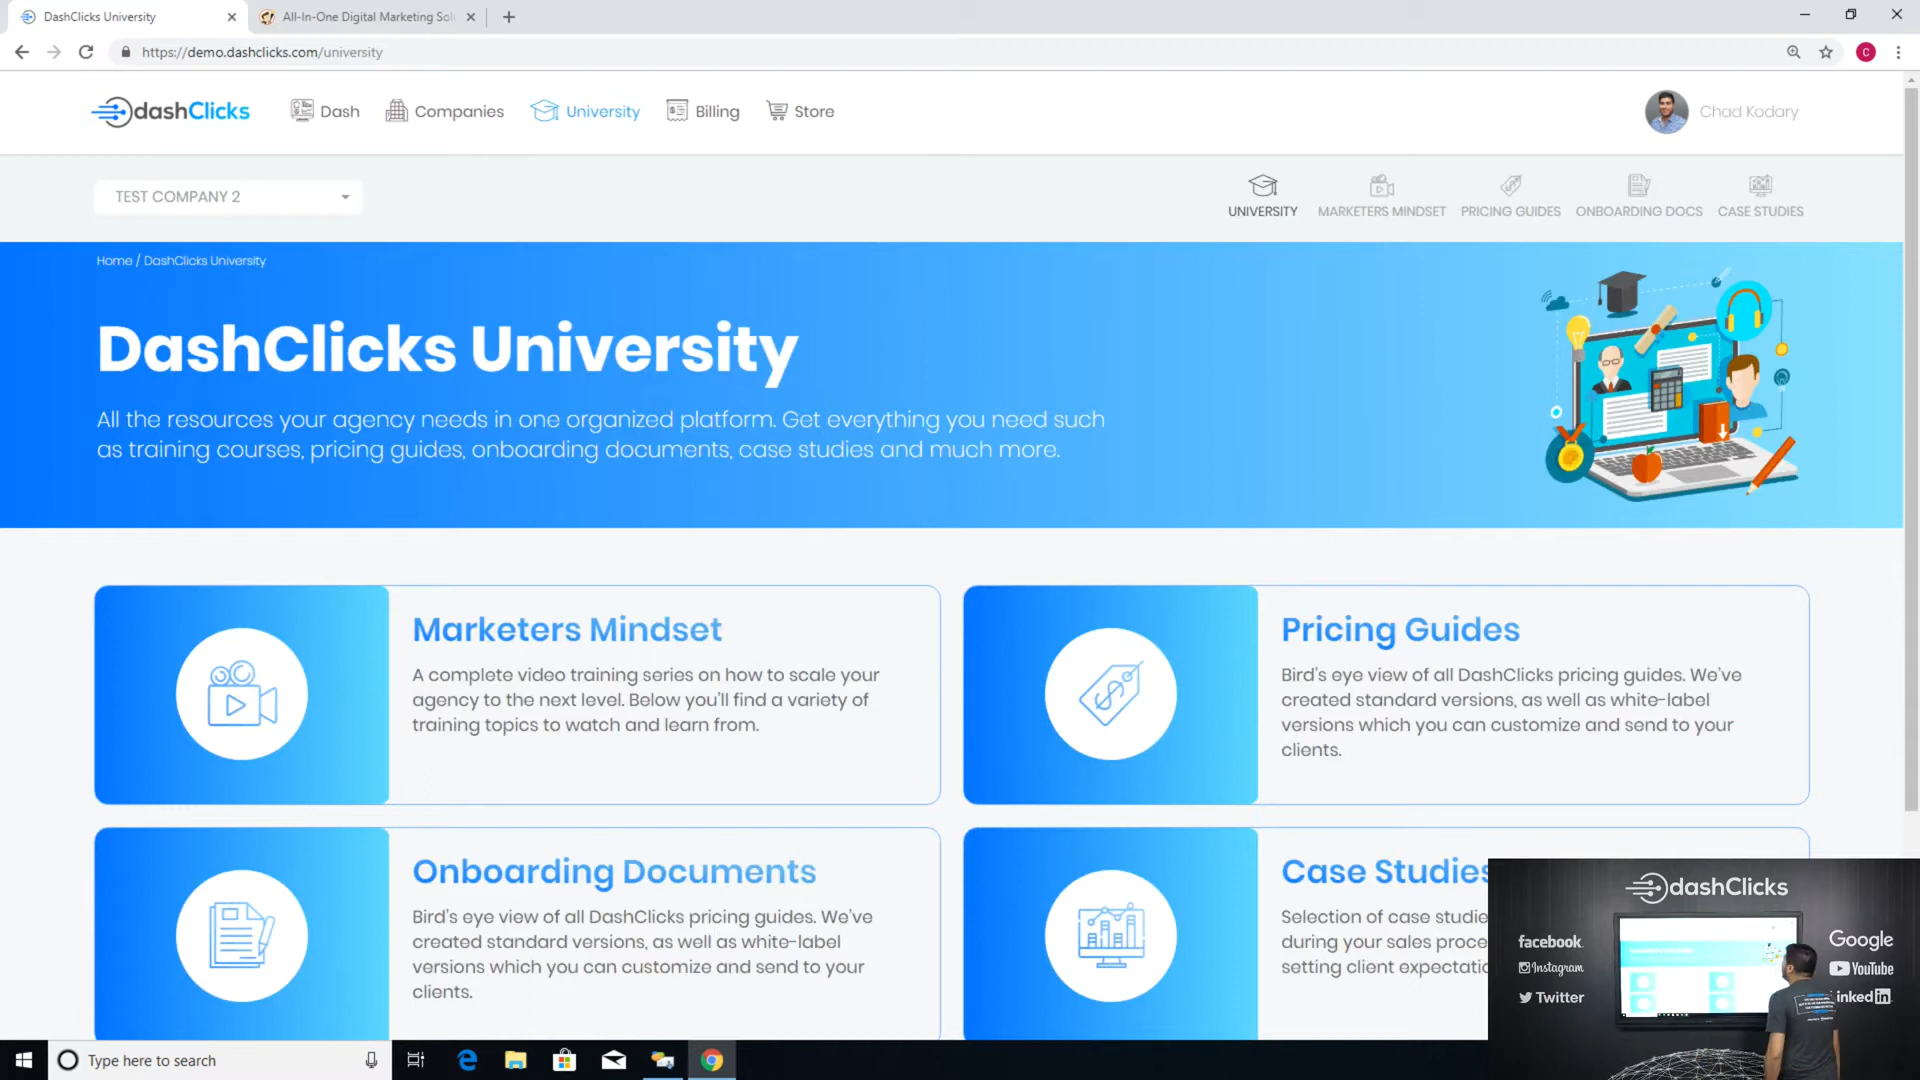 DashClicks University
All-In-One Digital Marketing Sol
https://demo.dashclicks.com/university
C
dashClicks
Dash
Companies
University
Billing
Store
Chad Kodary
TEST COMPANY 2
UNIVERSITY
MARKETERS MINDSET
PRICING GUIDES
ONBOARDING DOCS
CASE STUDIES
Home / DashClicks University
DashClicks University
All the resources your agency needs in one organized platform. Get everything you need such
as training courses, pricing guides, onboarding documents, case studies and much more.
Marketers Mindset
A complete video training series on how to scale your
agency to the next level. Below you'll find a variety of
training topics to watch and learn from.
Pricing Guides
Bird's eye view of all DashClicks pricing guides. We've
created standard versions, as well as white-label
versions which you can customize and send to your
clients.
Onboarding Documents
Bird's eye view of all DashClicks pricing guides. We've
created standard versions, as well as white-label
versions which you can customize and send to your
clients.
Case Studies
Selection of case studie
during your sales proce
setting client expectatio
dashClicks
facebook
Instagram
Twitter
Google
YouTube
inked in
Type here to search